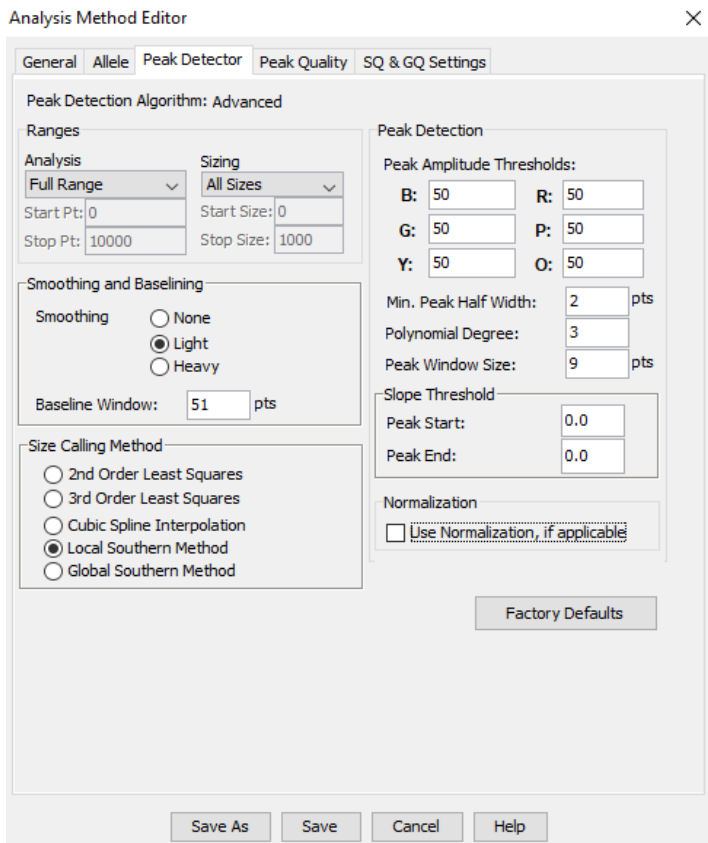 Analysis Method Editor
General Allele Peak Detector Peak Quality SQ & GQ Settings
Peak Detection Algorithm: Advanced
Ranges
Analysis
Full Range
Start Pt: 0
Stop Pt: 10000
Sizing
All Sizes
Start Size: 0
Stop Size: 1000
Smoothing and Baselining
Smoothing
None
Light
Heavy
Baseline Window: 51 pts
Size Calling Method
2nd Order Least Squares
3rd Order Least Squares
Cubic Spline Interpolation
Local Southern Method
Global Southern Method
Peak Detection
Peak Amplitude Thresholds:
B: 50 R: 50
G: 50 P: 50
Y: 50 O: 50
Min. Peak Half Width: 2 pts
Polynomial Degree: 3
Peak Window Size: 9 pts
Slope Threshold
Peak Start: 0.0
Peak End: 0.0
Normalization
Use Normalization, if applicable
Factory Defaults
Save As Save Cancel Help